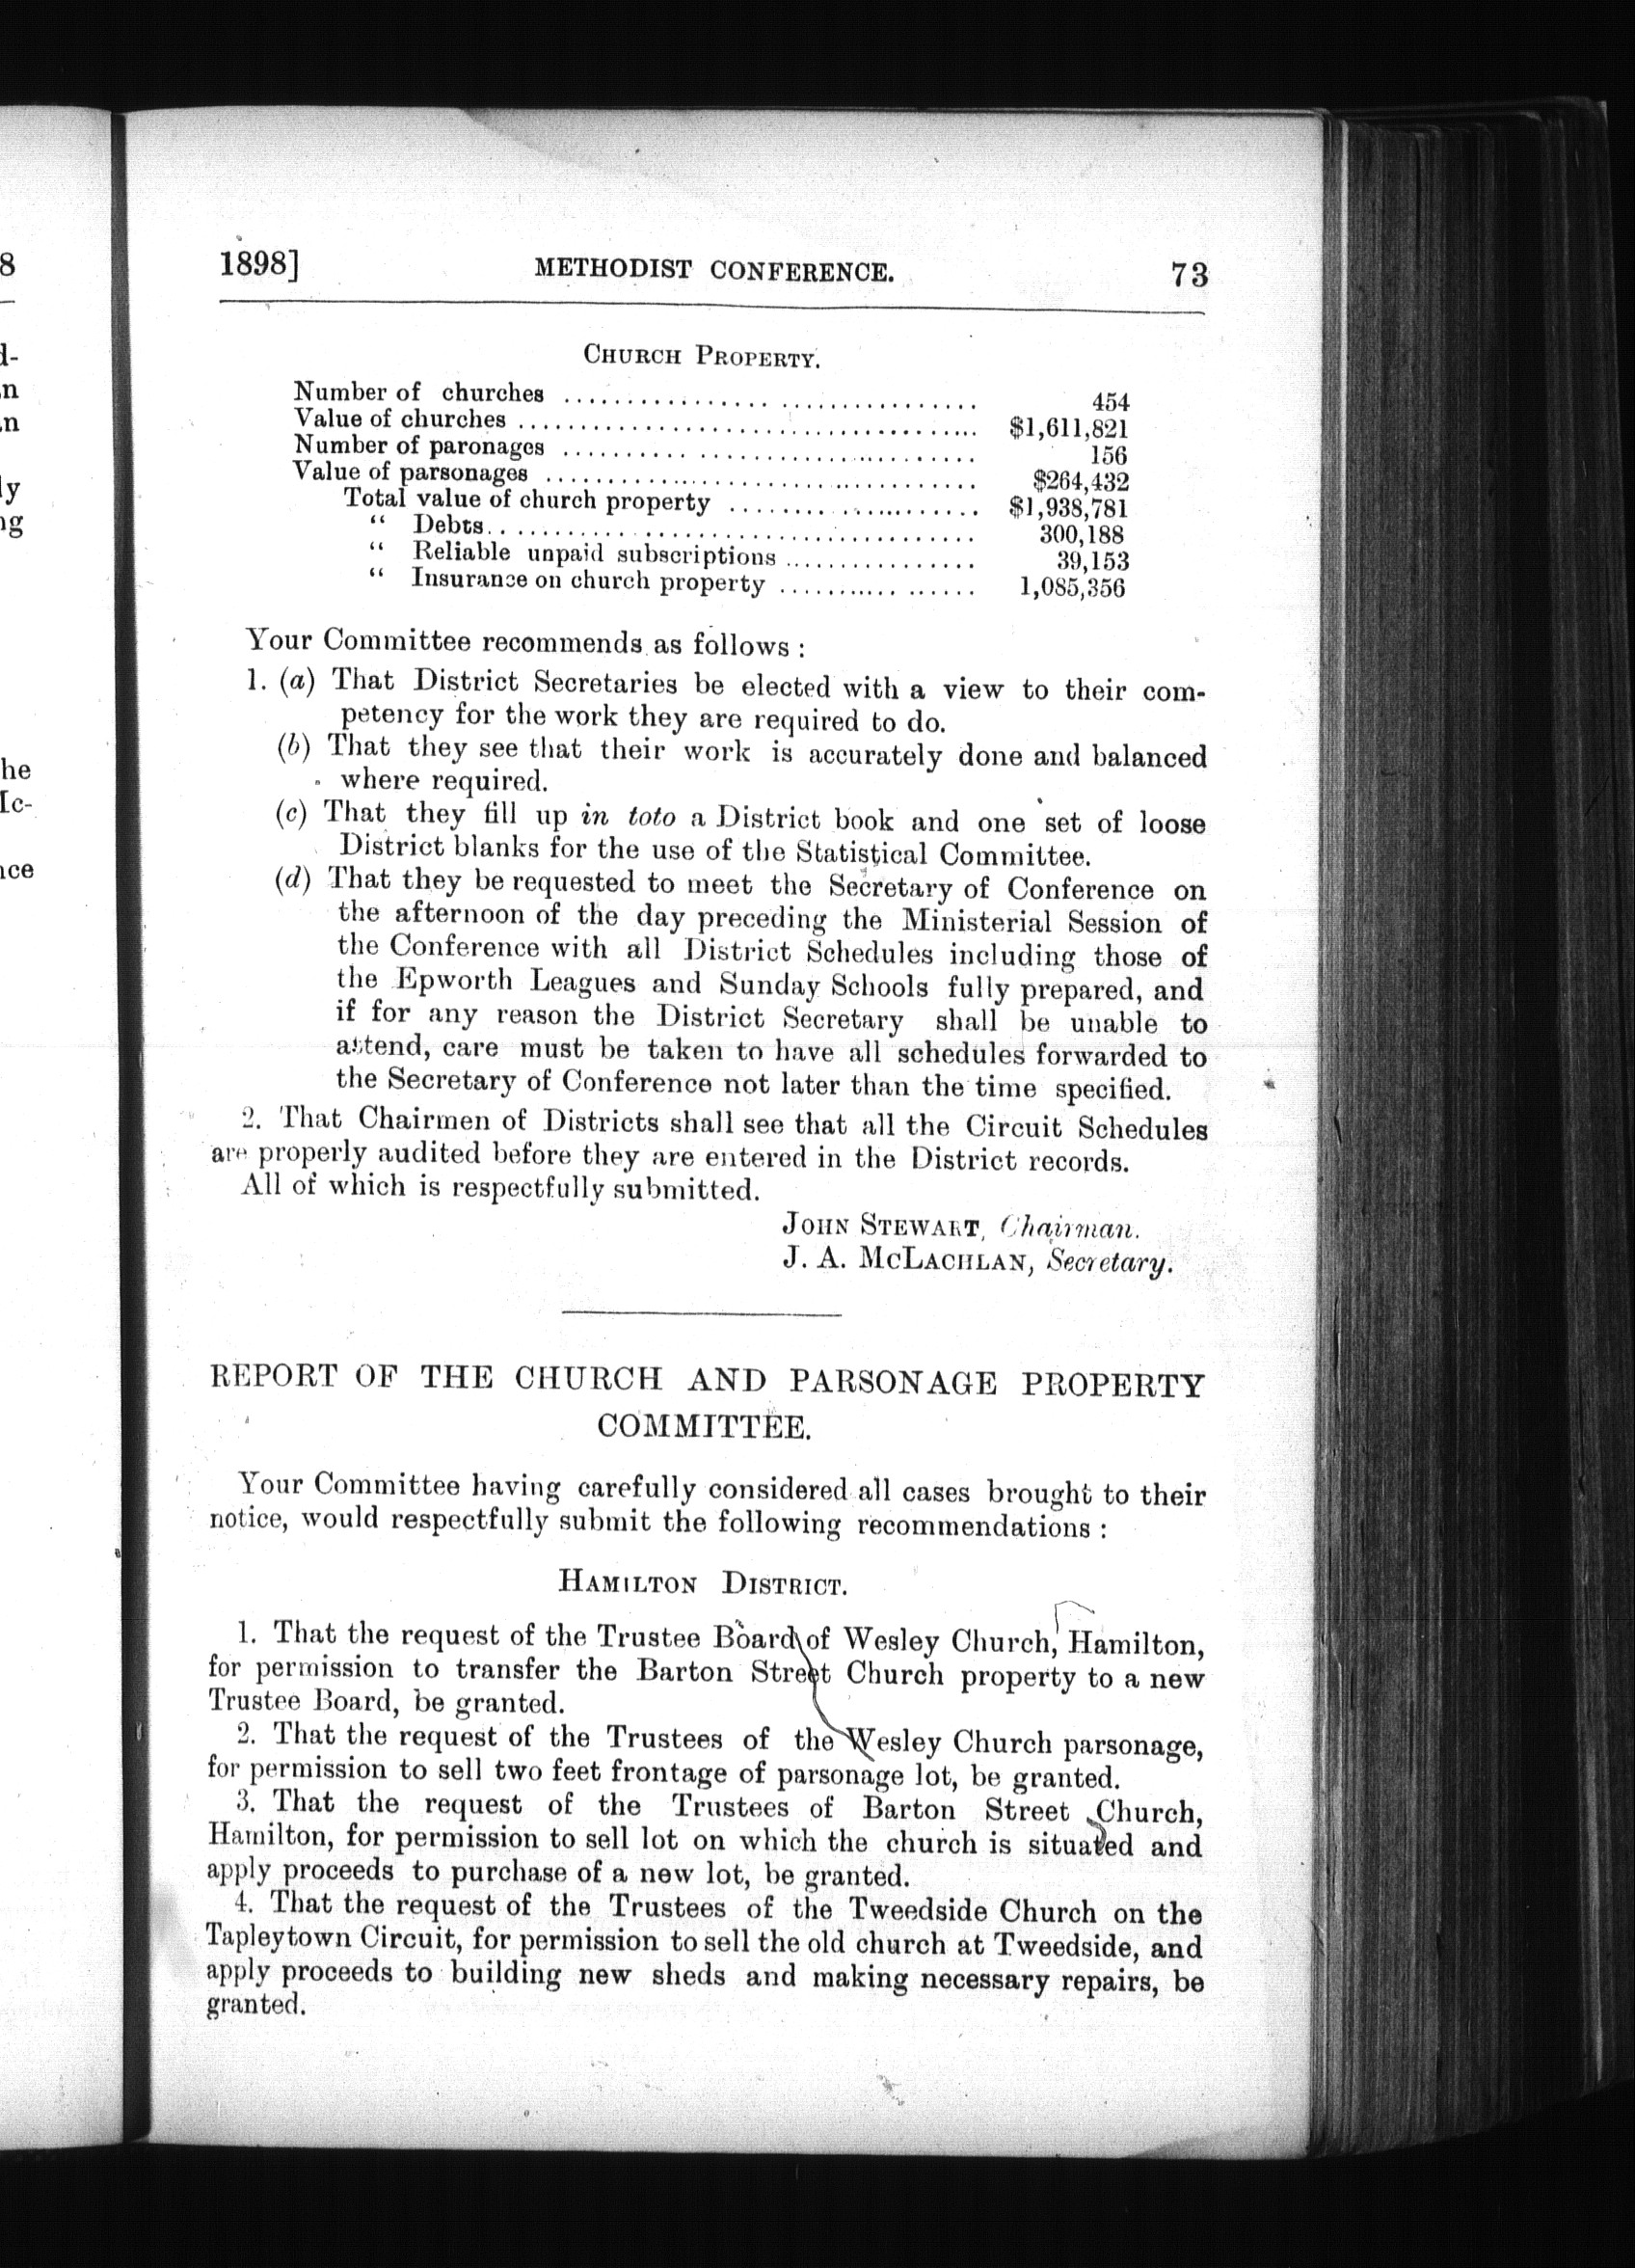 1898] METHODIST CONFERENCE. 73
CHURCH PROPERTY.
Number of churches ........................................ 454
Value of churches ........................................ $1,611,821
Number of paronages ........................................ 156
Value of parsonages ........................................ $264,432
Total value of church property ........................ $1,938,781
“ Debts ........................................ 300,188
“ Reliable unpaid subscriptions ................ 39,153
“ Insurance on church property .................. 1,085,356
Your Committee recommends as follows :
1. (a) That District Secretaries be elected with a view to their com-
petency for the work they are required to do.
(b) That they see that their work is accurately done and balanced
where required.
(c) That they fill up in toto a District book and one set of loose
District blanks for the use of the Statistical Committee.
(d) That they be requested to meet the Secretary of Conference on
the afternoon of the day preceding the Ministerial Session of
the Conference with all District Schedules including those of
the Epworth Leagues and Sunday Schools fully prepared, and
if for any reason the District Secretary shall be unable to
attend, care must be taken to have all schedules forwarded to
the Secretary of Conference not later than the time specified.
2. That Chairmen of Districts shall see that all the Circuit Schedules
are properly audited before they are entered in the District records.
All of which is respectfully submitted.
JOHN STEWART, Chairman.
J. A. McLACHLAN, Secretary.
REPORT OF THE CHURCH AND PARSONAGE PROPERTY
COMMITTEE.
Your Committee having carefully considered all cases brought to their
notice, would respectfully submit the following recommendations :
HAMILTON DISTRICT.
1. That the request of the Trustee Board of Wesley Church, Hamilton,
for permission to transfer the Barton Street Church property to a new
Trustee Board, be granted.
2. That the request of the Trustees of the Wesley Church parsonage,
for permission to sell two feet frontage of parsonage lot, be granted.
3. That the request of the Trustees of Barton Street Church,
Hamilton, for permission to sell lot on which the church is situated and
apply proceeds to purchase of a new lot, be granted.
4. That the request of the Trustees of the Tweedside Church on the
Tapleytown Circuit, for permission to sell the old church at Tweedside, and
apply proceeds to building new sheds and making necessary repairs, be
granted.